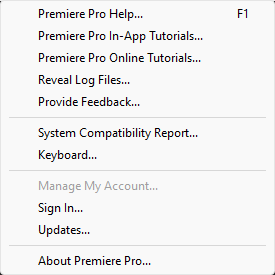 Premiere Pro Help... F1
Premiere Pro In-App Tutorials...
Premiere Pro Online Tutorials...
Reveal Log Files...
Provide Feedback...
System Compatibility Report...
Keyboard...
Manage My Account...
Sign In...
Updates...
About Premiere Pro...